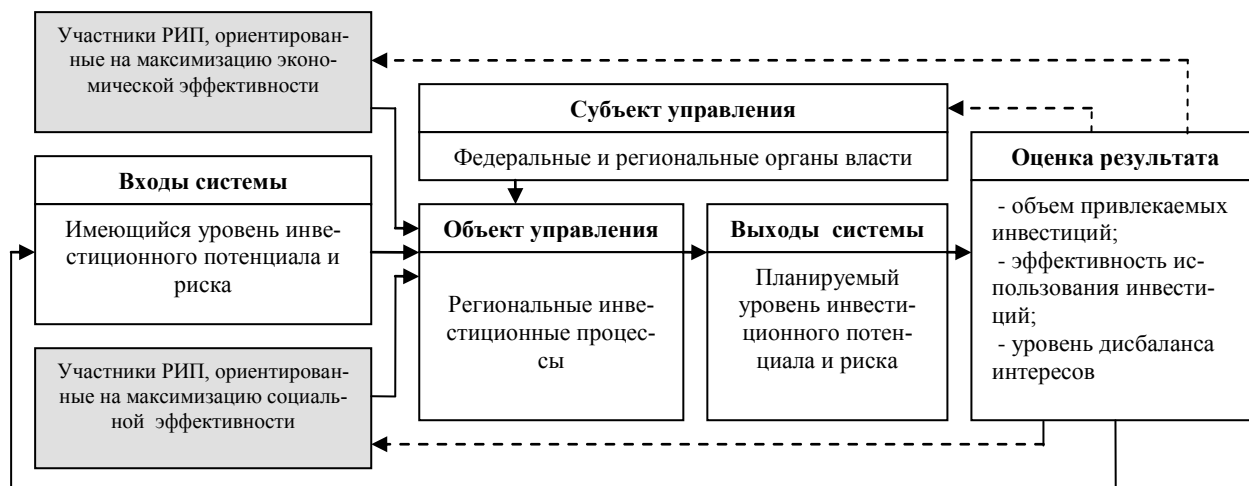 Участники РИП, ориентирован-
ные на максимизацию эконо-
мической эффективности
Субъект управления
Федеральные и региональные органы власти
Входы системы
Имеющийся уровень инве-
стиционного потенциала и
риска
Объект управления
Региональные инве-
стиционные процес-
сы
Выходы системы
Планируемый
уровень инвести-
ционного потен-
циала и риска
Оценка результата
- объем привлекаемых
инвестиций;
- эффективность ис-
пользования инвести-
ций;
- уровень дисбаланса
интересов
Участники РИП, ориентирован-
ные на максимизацию социаль-
ной эффективности